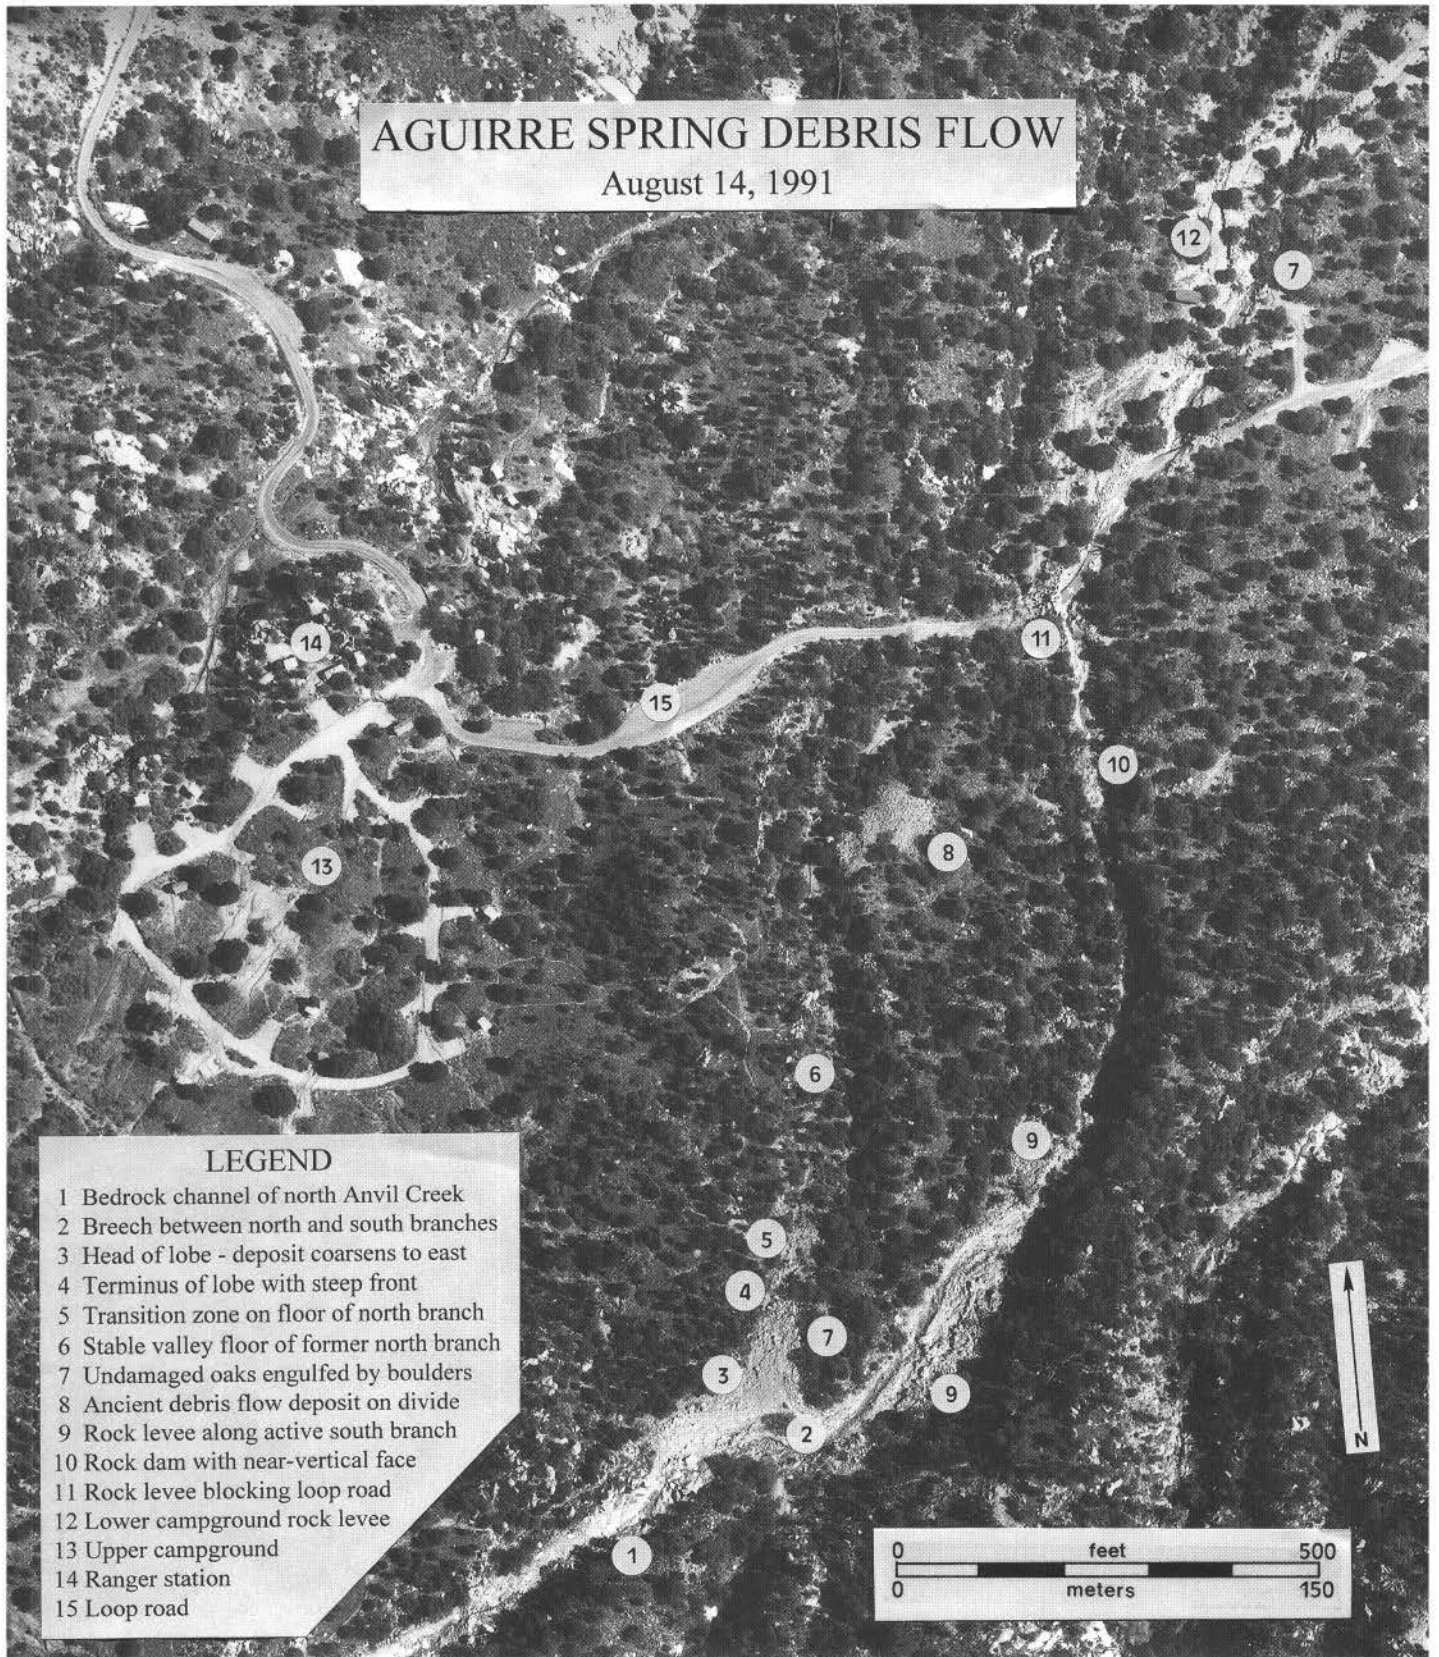 AGUIRRE SPRING DEBRIS FLOW
August 14, 1991
12
7
11
14
15
10
8
13
6
9
5
4
7
3
9
2
1
LEGEND
1 Bedrock channel of north Anvil Creek
2 Breech between north and south branches
3 Head of lobe - deposit coarsens to east
4 Terminus of lobe with steep front
5 Transition zone on floor of north branch
6 Stable valley floor of former north branch
7 Undamaged oaks engulfed by boulders
8 Ancient debris flow deposit on divide
9 Rock levee along active south branch
10 Rock dam with near-vertical face
11 Rock levee blocking loop road
12 Lower campground rock levee
13 Upper campground
14 Ranger station
15 Loop road
N
0 feet 500
0 meters 150